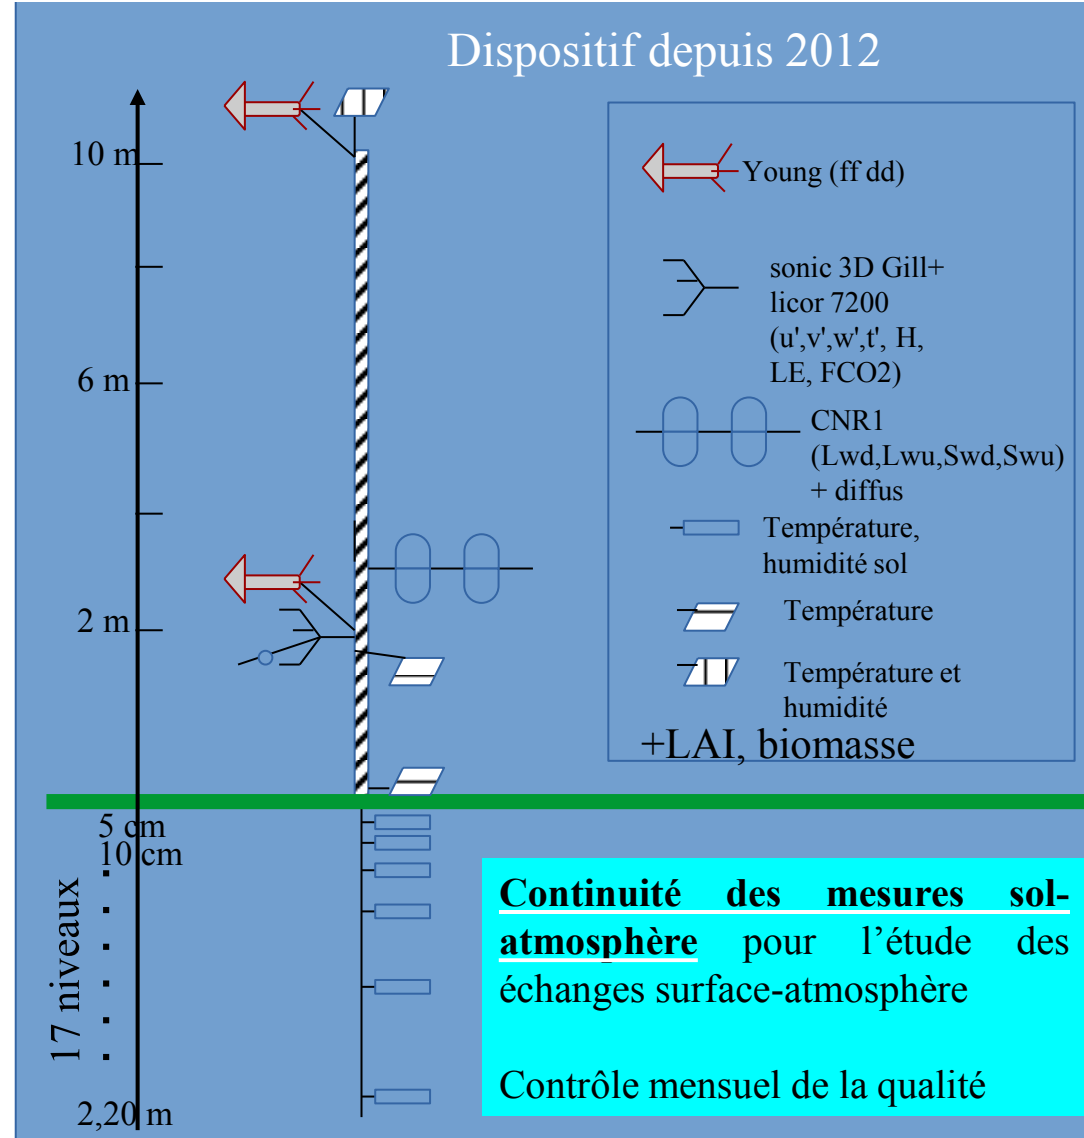 Dispositif depuis 2012
10 m
6 m
2 m
5 cm
10 cm
17 niveaux
2,20 m
Young (ff dd)
sonic 3D Gill+
licor 7200
(u',v',w',t', H,
LE, FCO2)
CNR1
(Lwd,Lwu,Swd,Swu)
+ diffus
Température,
humidité sol
Température
Température et
humidité
+LAI, biomasse
Continuité des mesures sol-
atmosphère pour l’étude des
échanges surface-atmosphère
Contrôle mensuel de la qualité